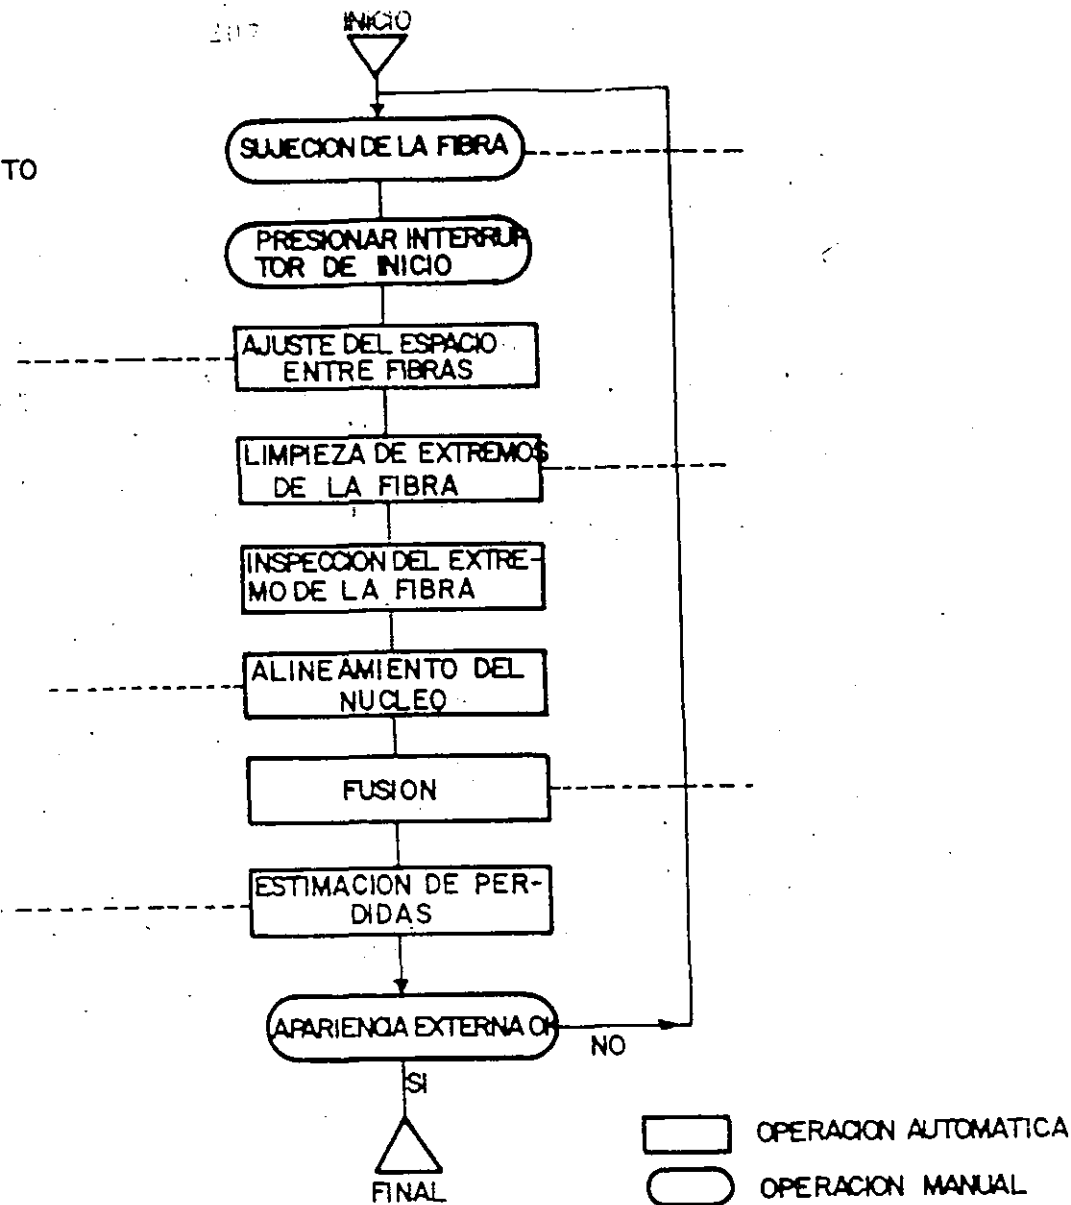 INICIO
TO
SUJECION DE LA FIBRA
PRESIONAR INTERRUP
TOR DE INICIO
AJUSTE DEL ESPACIO
ENTRE FIBRAS
LIMPIEZA DE EXTREMOS
DE LA FIBRA
INSPECCION DEL EXTRE-
MO DE LA FIBRA
ALINEAMIENTO DEL
NUCLEO
FUSION
ESTIMACION DE PER-
DIDAS
APARIENCIA EXTERNA OK
NO
SI
FINAL
OPERACION AUTOMATICA
OPERACION MANUAL